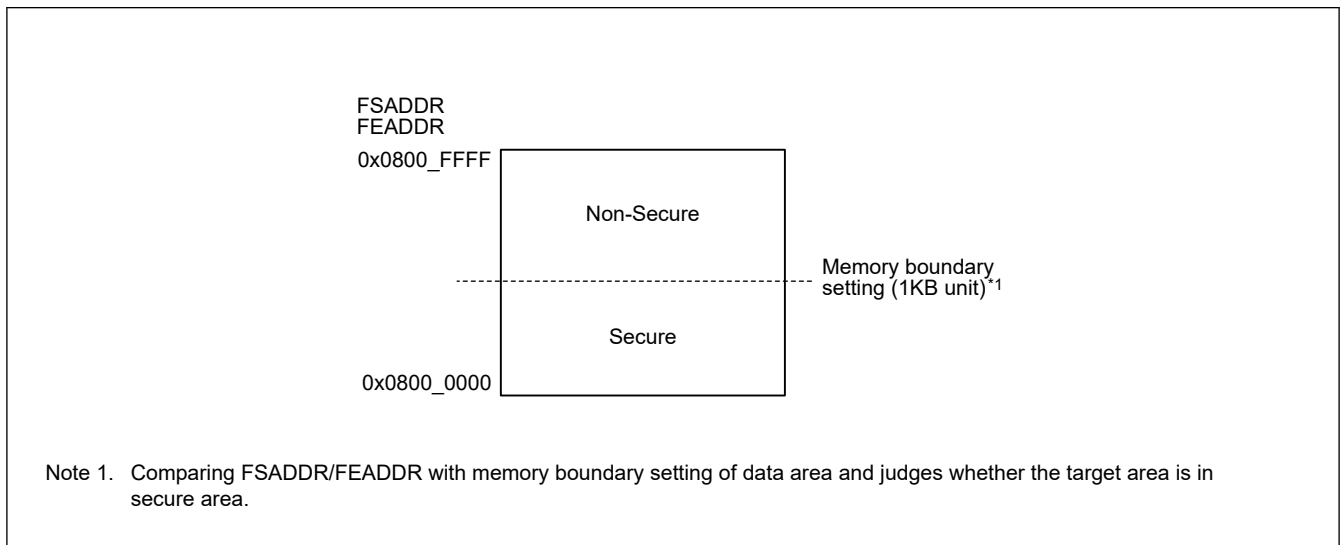 FSADDR
FEADDR
0x0800_FFFF
Non-Secure
Memory boundary
setting (1KB unit)*1
Secure
0x0800_0000
Note 1. Comparing FSADDR/FEADDR with memory boundary setting of data area and judges whether the target area is in
secure area.